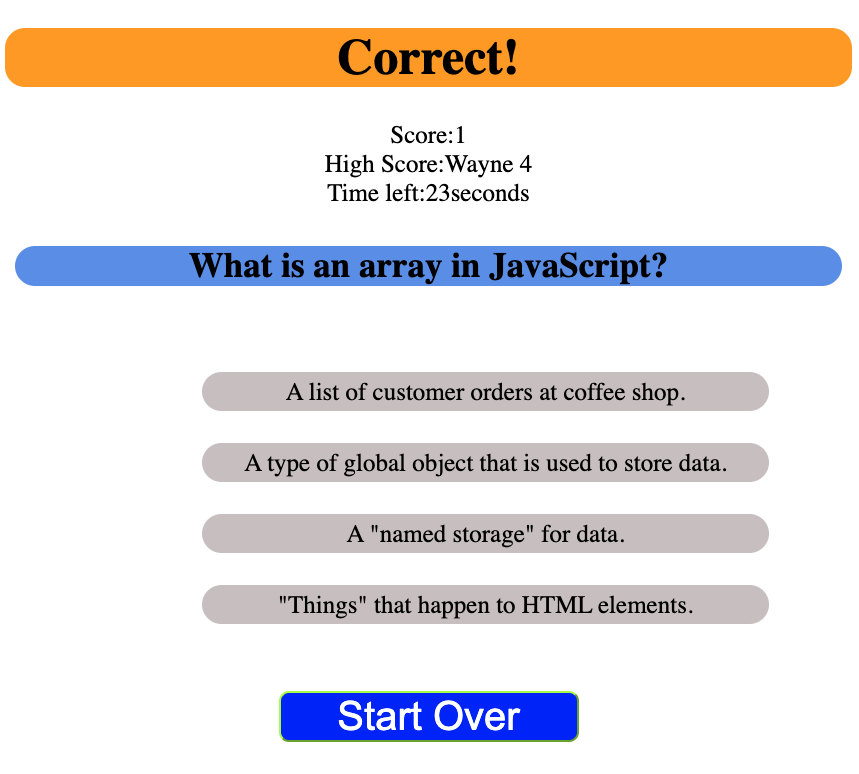 Correct!
Score:1
High Score:Wayne 4
Time left:23seconds
What is an array in JavaScript?
A list of customer orders at coffee shop.
A type of global object that is used to store data.
A "named storage" for data.
"Things" that happen to HTML elements.
Start Over